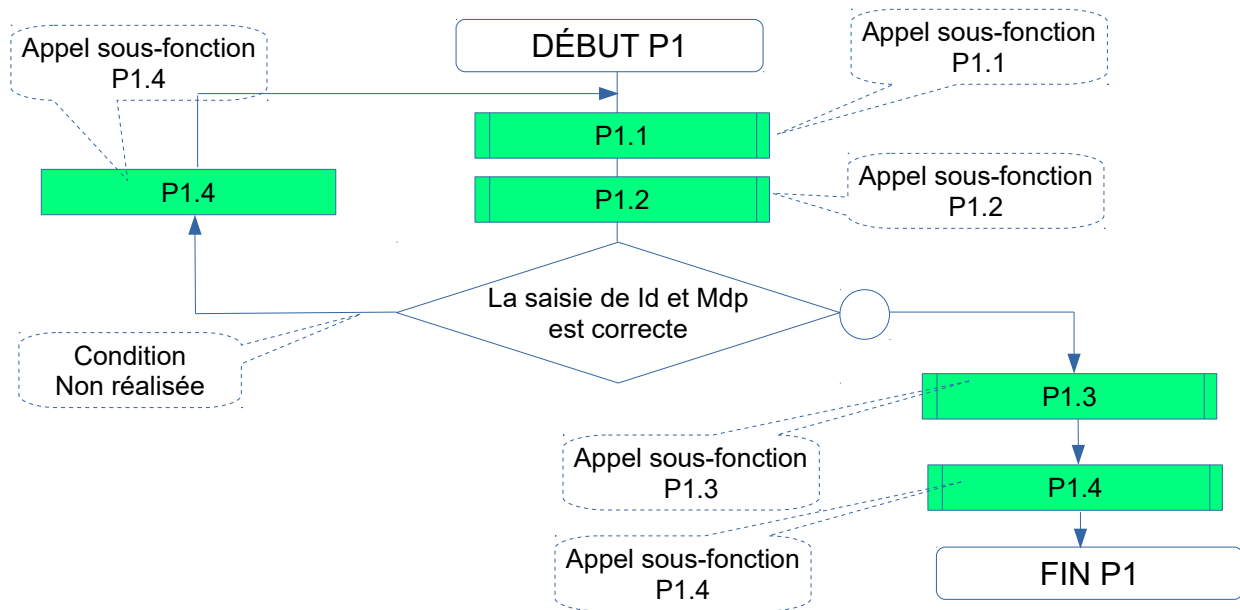 Appel sous-fonction
P1.4
DÉBUT P1
Appel sous-fonction
P1.1
P1.1
P1.4
P1.2
Appel sous-fonction
P1.2
La saisie de Id et Mdp
est correcte
Condition
Non réalisée
P1.3
Appel sous-fonction
P1.3
P1.4
Appel sous-fonction
P1.4
FIN P1